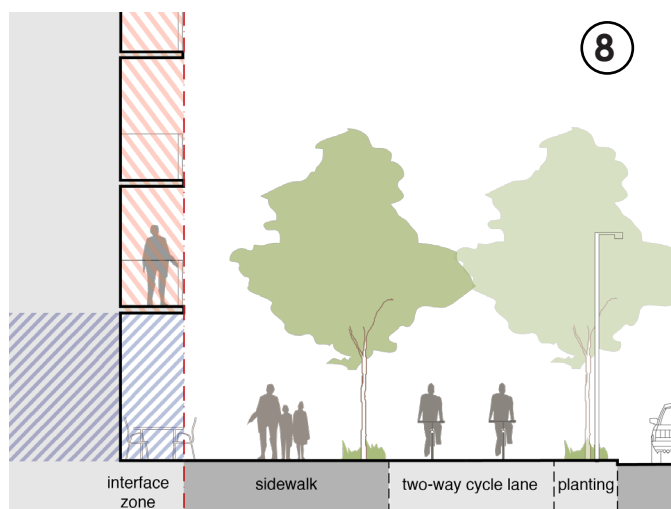 8
interface
zone
sidewalk
two-way cycle lane
planting